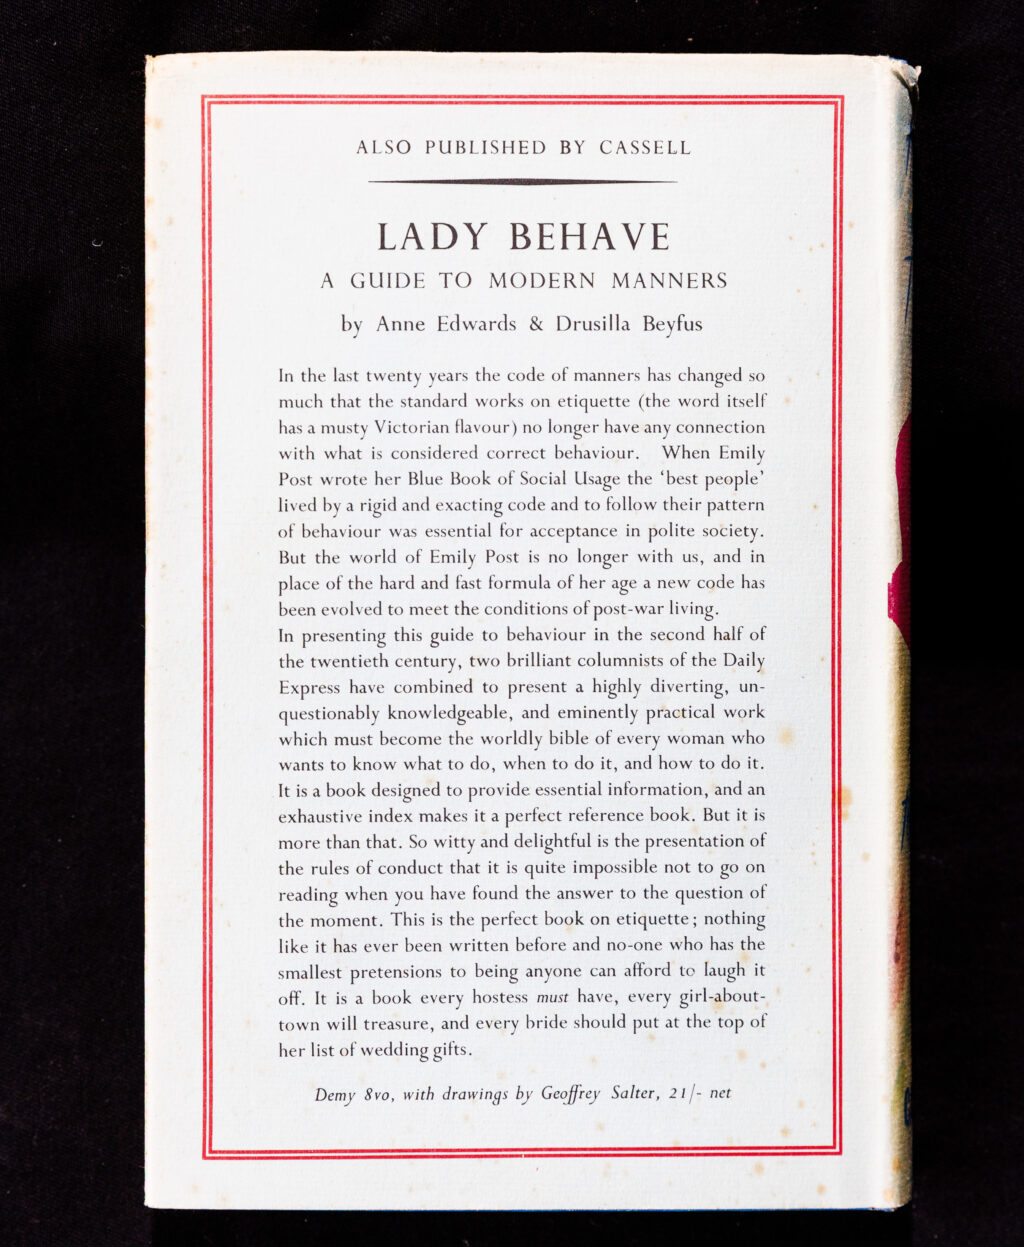 ALSO PUBLISHED BY CASSELL
LADY BEHAVE
A GUIDE TO MODERN MANNERS
by Anne Edwards & Drusilla Beyfus
In the last twenty years the code of manners has changed so
much that the standard works on etiquette (the word itself
has a musty Victorian flavour) no longer have any connection
with what is considered correct behaviour. When Emily
Post wrote her Blue Book of Social Usage the ‘best people’
lived by a rigid and exacting code and to follow their pattern
of behaviour was essential for acceptance in polite society.
But the world of Emily Post is no longer with us, and in
place of the hard and fast formula of her age a new code has
been evolved to meet the conditions of post-war living.
In presenting this guide to behaviour in the second half of
the twentieth century, two brilliant columnists of the Daily
Express have combined to present a highly diverting, un-
questionably knowledgeable, and eminently practical work
which must become the worldly bible of every woman who
wants to know what to do, when to do it, and how to do it.
It is a book designed to provide essential information, and an
exhaustive index makes it a perfect reference book. But it is
more than that. So witty and delightful is the presentation of
the rules of conduct that it is quite impossible not to go on
reading when you have found the answer to the question of
the moment. This is the perfect book on etiquette; nothing
like it has ever been written before and no-one who has the
smallest pretensions to being anyone can afford to laugh it
off. It is a book every hostess must have, every girl-about-
town will treasure, and every bride should put at the top of
her list of wedding gifts.
Demy 8vo, with drawings by Geoffrey Salter, 21/- net